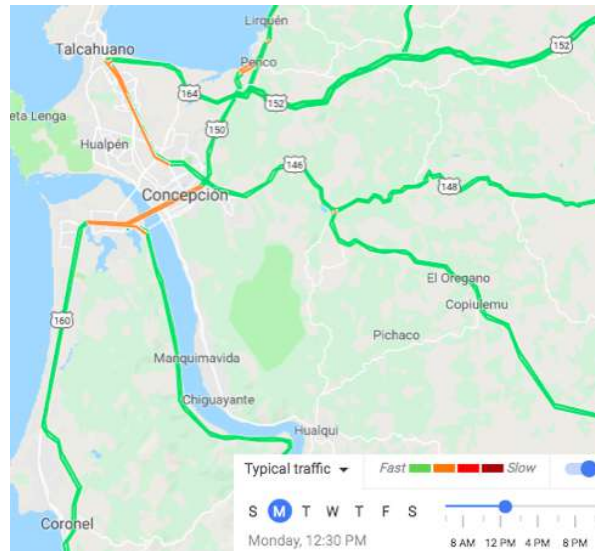 Lirquén
Talcahuano
152
Penco
164
152
eta Lenga
150
Hualpén
146
148
Concepción
El Oregano
Copiulemu
160
Pichaco
Manquimavida
Chiguayante
Hualqui
Typical traffic
Fast
Slow
S M T W T F S
Coronel
Monday, 12:30 PM
8 AM 12 PM 4 PM 8 PM